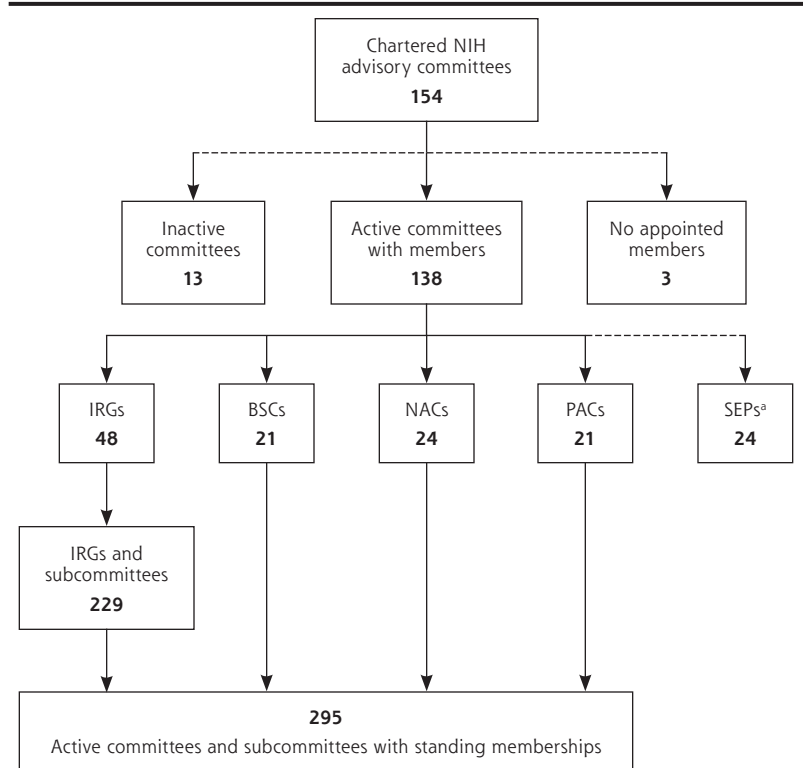 Chartered NIH
advisory committees
154
Inactive
committees
13
Active committees
with members
138
No appointed
members
3
IRGs
48
BSCs
21
NACs
24
PACs
21
SEPsᵃ
24
IRGs and
subcommittees
229
295
Active committees and subcommittees with standing memberships